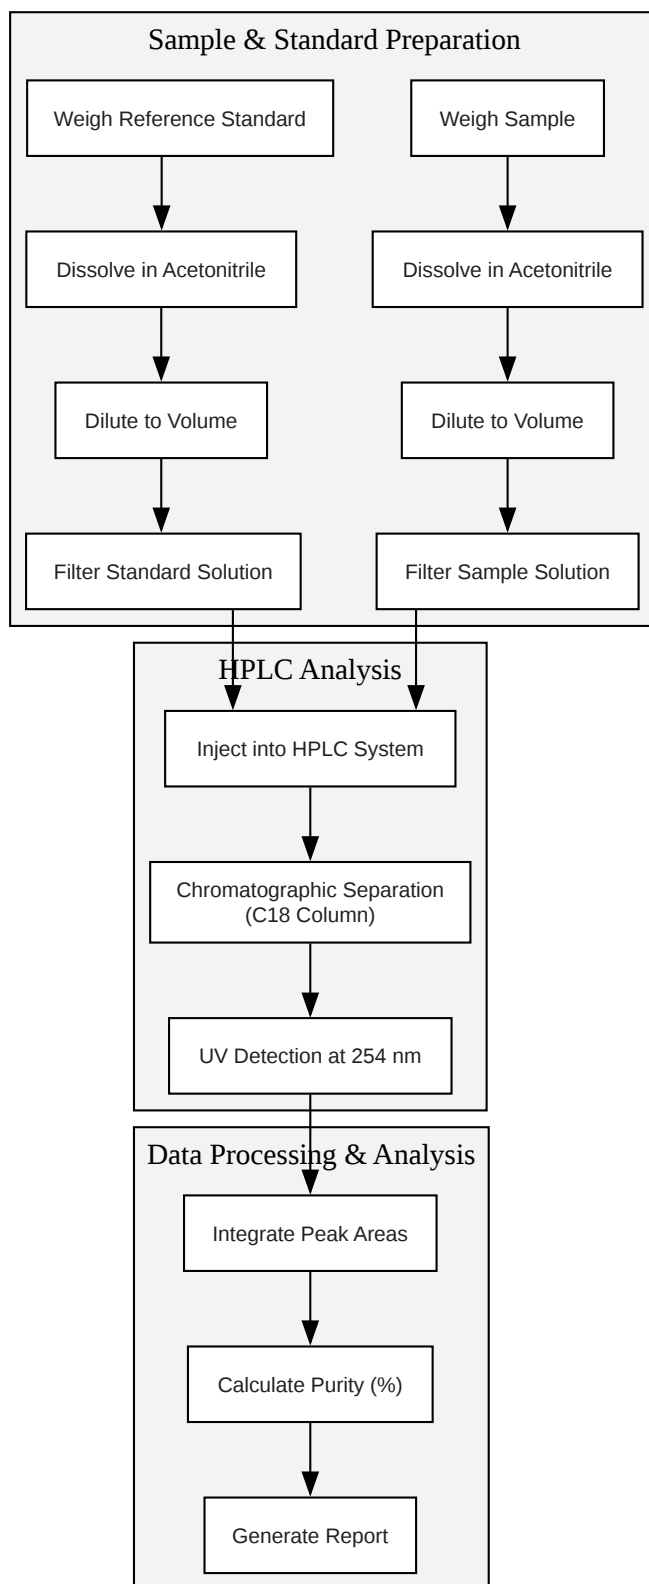 Sample & Standard Preparation
Weigh Reference Standard
Weigh Sample
Dissolve in Acetonitrile
Dissolve in Acetonitrile
Dilute to Volume
Dilute to Volume
Filter Standard Solution
Filter Sample Solution
HPLC Analysis
Inject into HPLC System
Chromatographic Separation
(C18 Column)
UV Detection at 254 nm
Data Processing & Analysis
Integrate Peak Areas
Calculate Purity (%)
Generate Report